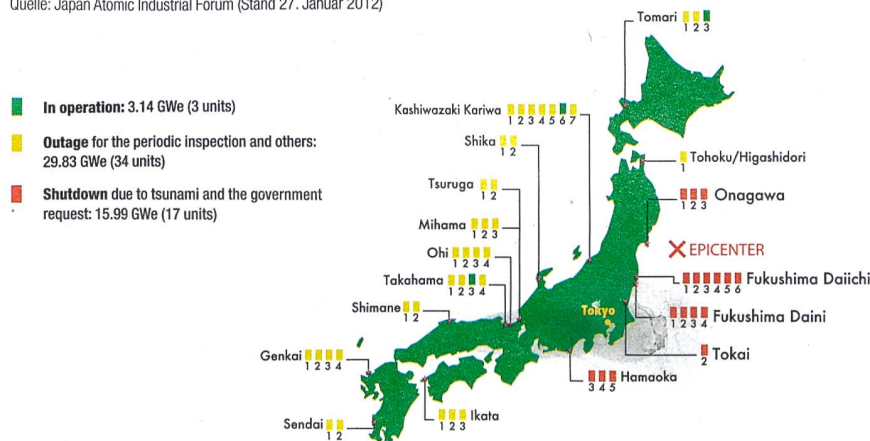 Quelle: Japan Atomic Industrial Forum (Stand 27. Januar 2012)
In operation: 3.14 GWe (3 units)
Outage for the periodic inspection and others:
29.83 GWe (34 units)
Shutdown due to tsunami and the government
request: 15.99 GWe (17 units)
Tomari
1 2 3
Kashiwazaki Kariwa
1 2 3 4 5 6 7
Shika
1 2
Tohoku/Higashidori
1
Tsuruga
1 2
Onagawa
1 2 3
Mihama
1 2 3
EPICENTER
Ohi
1 2 3 4
Takahama
1 2 3 4
Fukushima Daiichi
1 2 3 4 5 6
Shimane
1 2
Tokyo
Fukushima Daini
1 2 3 4
Genkai
1 2 3 4
Tokai
2
Hamaoka
3 4 5
Ikata
1 2 3
Sendai
1 2